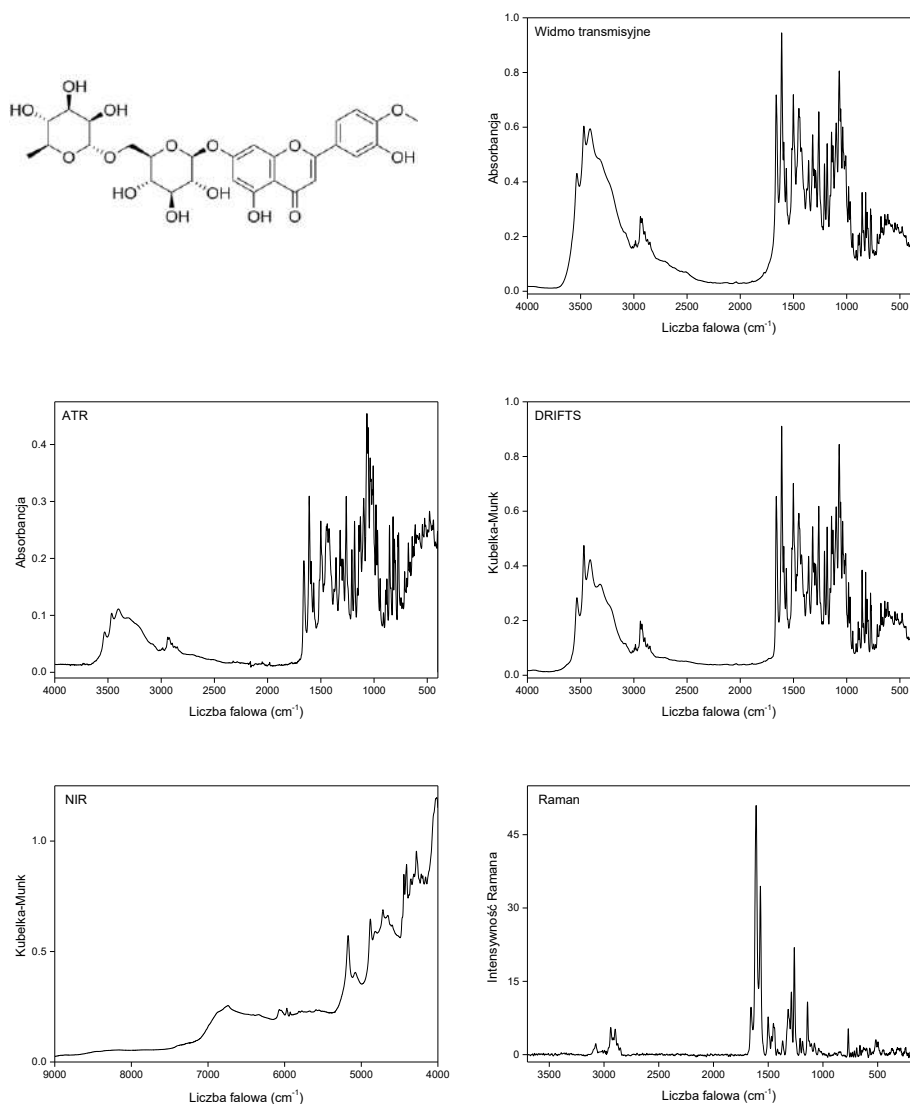 OH
HO
OH
HO
O
O
O
O
HO
OH
OH
O
O
OH
O
O
OH
Widmo transmisyjne
1.0
0.8
0.6
0.4
0.2
0.0
Absorbancja
4000 3500 3000 2500 2000 1500 1000 500
Liczba falowa (cm⁻¹)
ATR
0.4
0.3
0.2
0.1
0.0
Absorbancja
4000 3500 3000 2500 2000 1500 1000 500
Liczba falowa (cm⁻¹)
DRIFTS
1.0
0.8
0.6
0.4
0.2
0.0
Kubelka-Munk
4000 3500 3000 2500 2000 1500 1000 500
Liczba falowa (cm⁻¹)
NIR
1.0
0.5
0.0
Kubelka-Munk
9000 8000 7000 6000 5000 4000
Liczba falowa (cm⁻¹)
Raman
45
30
15
0
Intensywność Ramana
3500 3000 2500 2000 1500 1000 500
Liczba falowa (cm⁻¹)